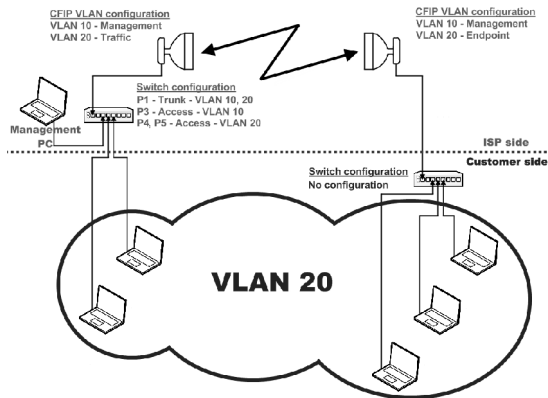 CFIP VLAN configuration
VLAN 10 - Management
VLAN 20 - Traffic
CFIP VLAN configuration
VLAN 10 - Management
VLAN 20 - Endpoint
Switch configuration
P1 - Trunk - VLAN 10, 20
P3 - Access - VLAN 10
P4, P5 - Access - VLAN 20
Management
PC
ISP side
Customer side
Switch configuration
No configuration
VLAN 20